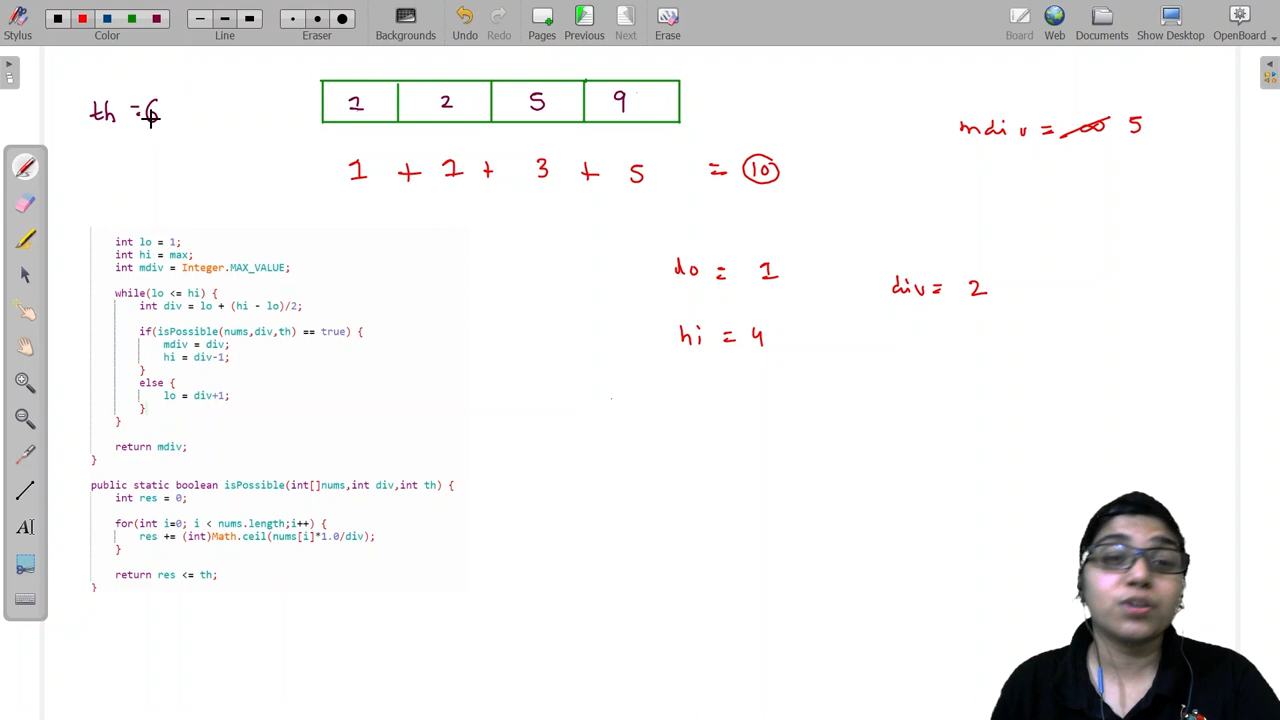 Stylus
Color
Line
Eraser
Backgrounds
Undo
Redo
Pages
Previous
Next
Erase
Board
Web
Documents
Show Desktop
OpenBoard
th = 6
1 2 5 9
mdiv = ∞ 5
1 + 1 + 3 + 5 = 10
int lo = 1;
int hi = max;
int mdiv = Integer.MAX_VALUE;
while(lo <= hi) {
int div = lo + (hi - lo)/2;
if(isPossible(nums,div,th) == true) {
mdiv = div;
hi = div-1;
}
else {
lo = div+1;
}
}
return mdiv;
}
public static boolean isPossible(int[]nums,int div,int th) {
int res = 0;
for(int i=0; i < nums.length;i++) {
res += (int)Math.ceil(nums[i]*1.0/div);
}
return res <= th;
}
lo = 1
div = 2
hi = 4